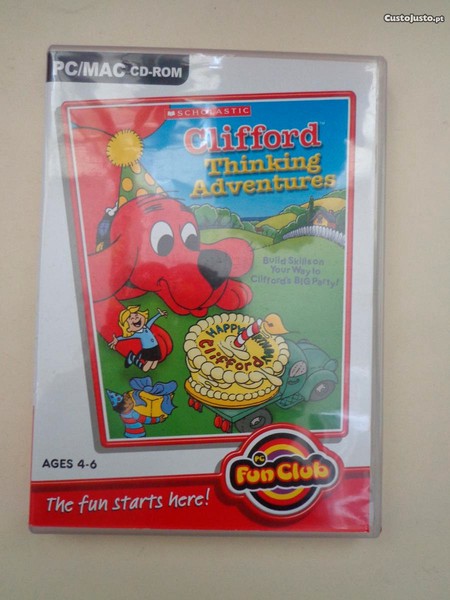 CustoJusto.pt
PC/MAC CD-ROM
SCHOLASTIC
Clifford
Thinking
Adventures
Build Skills on
Your Way to
Clifford's BIG Party!
HAPPY
Clifford
AGES 4-6
PC
Fun Club
The fun starts here!